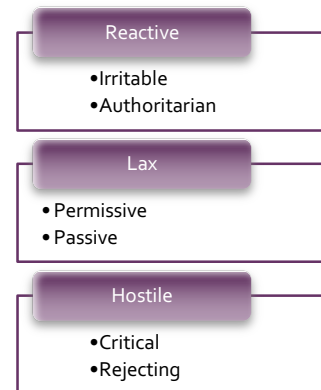 Reactive
•Irritable
•Authoritarian
Lax
•Permissive
•Passive
Hostile
•Critical
•Rejecting